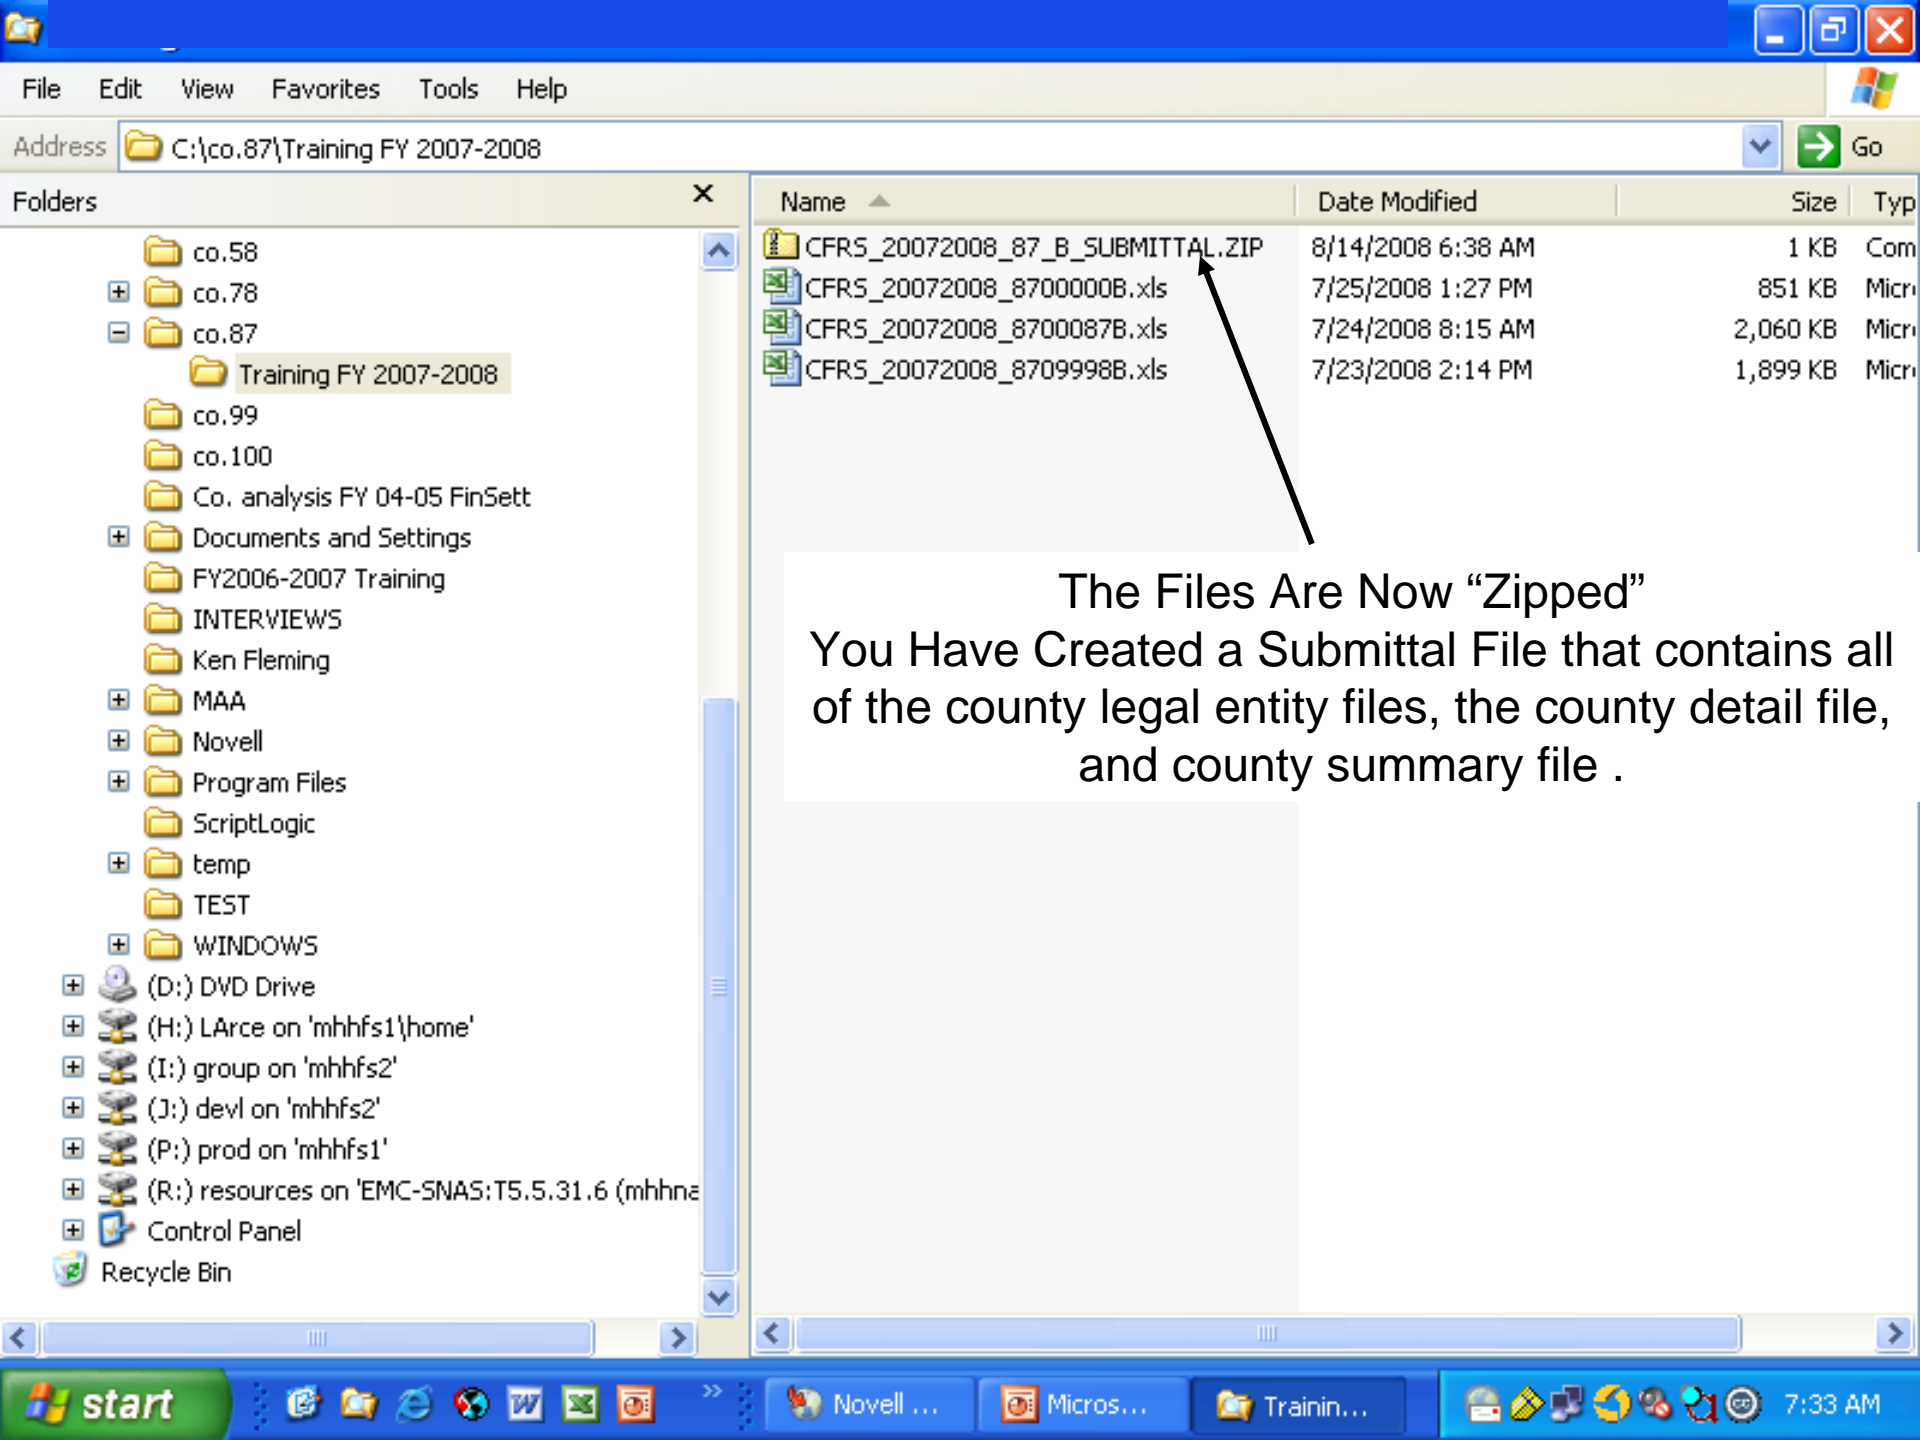 File Edit View Favorites Tools Help
Address C:\co.87\Training FY 2007-2008 Go
Folders
co.58
co.78
co.87
Training FY 2007-2008
co.99
co.100
Co. analysis FY 04-05 FinSett
Documents and Settings
FY2006-2007 Training
INTERVIEWS
Ken Fleming
MAA
Novell
Program Files
ScriptLogic
temp
TEST
WINDOWS
(D:) DVD Drive
(H:) LArce on 'mhhfs1\home'
(I:) group on 'mhhfs2'
(J:) devl on 'mhhfs2'
(P:) prod on 'mhhfs1'
(R:) resources on 'EMC-SNAS:T5.5.31.6 (mhhna
Control Panel
Recycle Bin
Name Date Modified Size Typ
CFRS_20072008_87_B_SUBMITTAL.ZIP 8/14/2008 6:38 AM 1 KB Com
CFRS_20072008_8700000B.xls 7/25/2008 1:27 PM 851 KB Micr
CFRS_20072008_8700087B.xls 7/24/2008 8:15 AM 2,060 KB Micr
CFRS_20072008_8709998B.xls 7/23/2008 2:14 PM 1,899 KB Micr
The Files Are Now “Zipped”
You Have Created a Submittal File that contains all
of the county legal entity files, the county detail file,
and county summary file .
start Novell ... Micros... Trainin... 7:33 AM